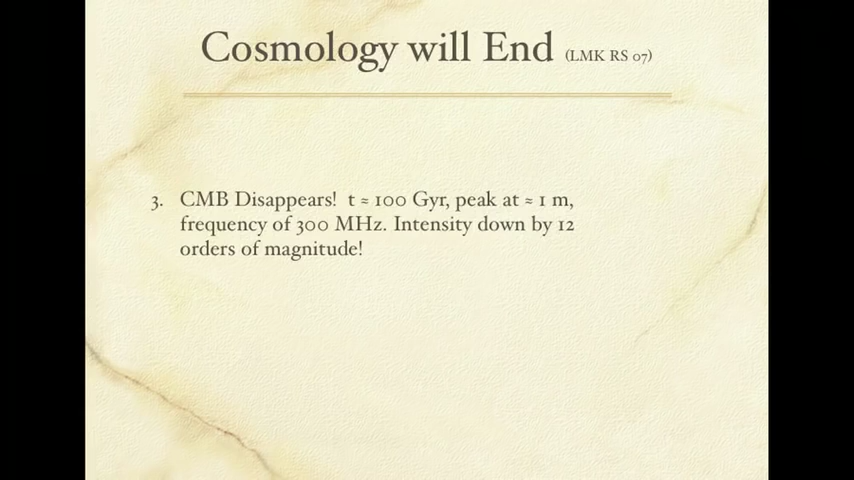 Cosmology will End (LMK RS 07)
3. CMB Disappears! t ≈ 100 Gyr, peak at ≈ 1 m,
frequency of 300 MHz. Intensity down by 12
orders of magnitude!